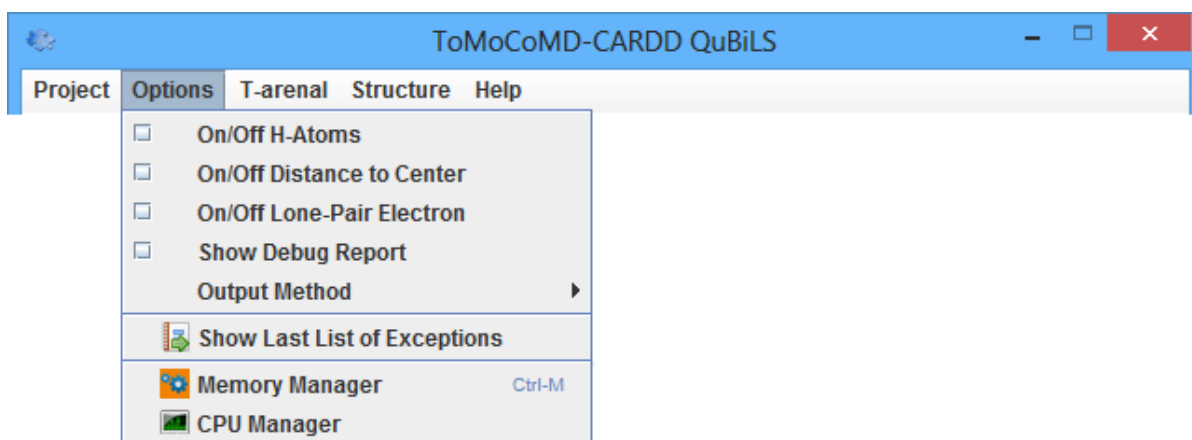 ToMoCoMD-CARDD QuBiLS
Project Options T-arenal Structure Help
On/Off H-Atoms
On/Off Distance to Center
On/Off Lone-Pair Electron
Show Debug Report
Output Method
Show Last List of Exceptions
Memory Manager Ctrl-M
CPU Manager